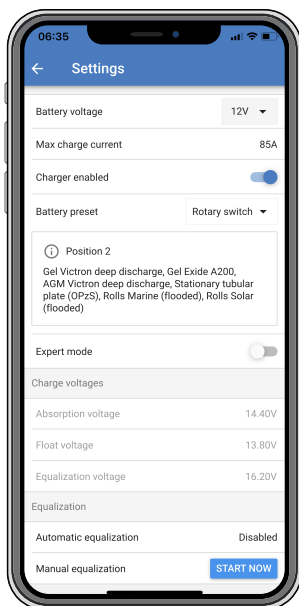 06:35
Settings
Battery voltage 12V
Max charge current 85A
Charger enabled
Battery preset Rotary switch
Position 2
Gel Victron deep discharge, Gel Exide A200,
AGM Victron deep discharge, Stationary tubular
plate (OPzS), Rolls Marine (flooded), Rolls Solar
(flooded)
Expert mode
Charge voltages
Absorption voltage 14.40V
Float voltage 13.80V
Equalization voltage 16.20V
Equalization
Automatic equalization Disabled
Manual equalization START NOW